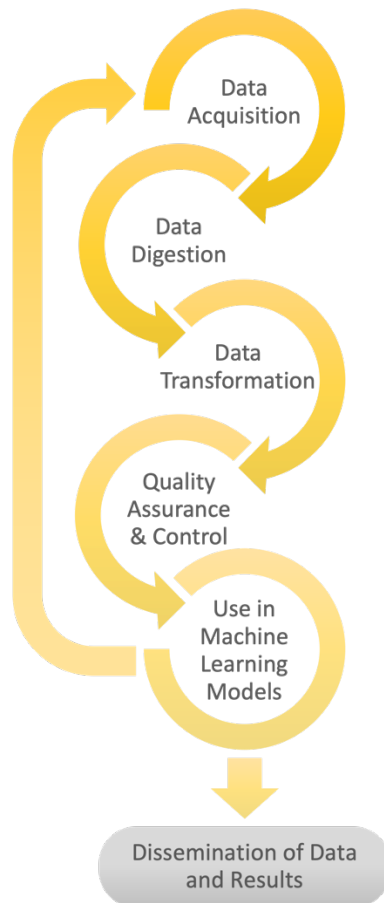 Data
Acquisition
Data
Digestion
Data
Transformation
Quality
Assurance
& Control
Use in
Machine
Learning
Models
Dissemination of Data
and Results